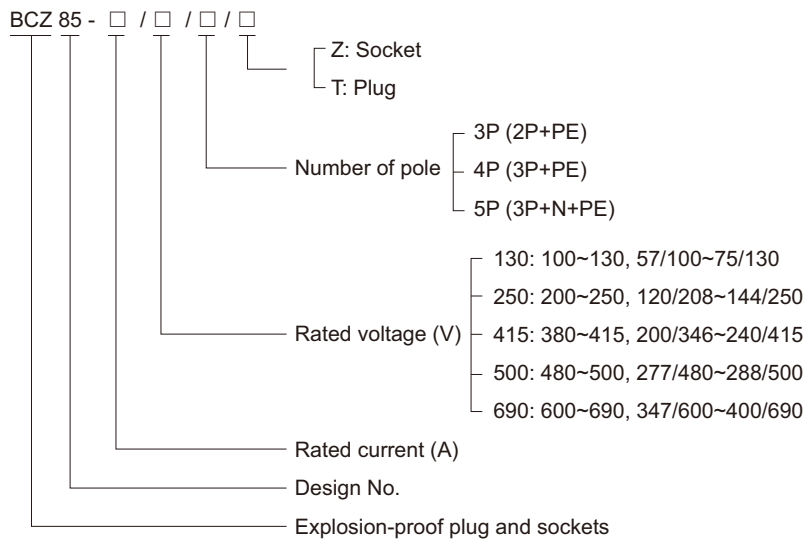 BCZ 85 - □ / □ / □ / □
Z: Socket
T: Plug
Number of pole
3P (2P+PE)
4P (3P+PE)
5P (3P+N+PE)
Rated voltage (V)
130: 100~130, 57/100~75/130
250: 200~250, 120/208~144/250
415: 380~415, 200/346~240/415
500: 480~500, 277/480~288/500
690: 600~690, 347/600~400/690
Rated current (A)
Design No.
Explosion-proof plug and sockets